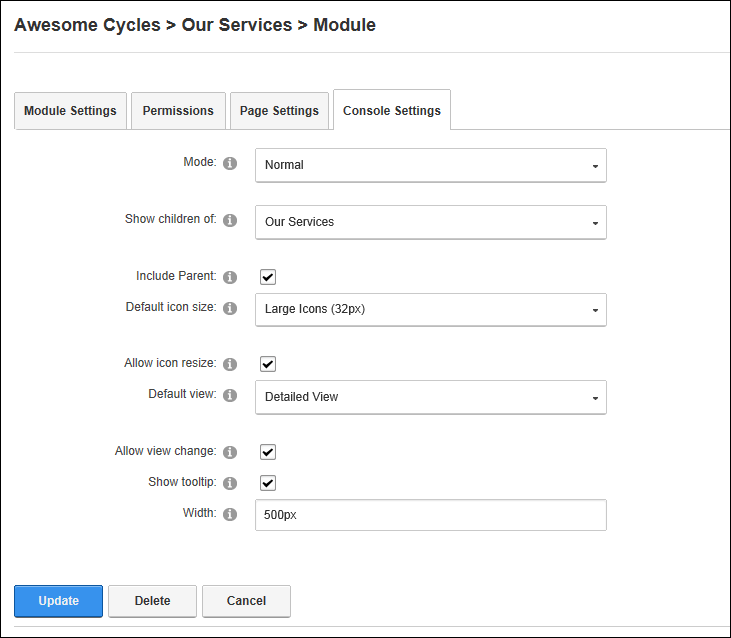 Awesome Cycles > Our Services > Module
Module Settings Permissions Page Settings Console Settings
Mode: Normal
Show children of: Our Services
Include Parent:
Default icon size: Large Icons (32px)
Allow icon resize:
Default view: Detailed View
Allow view change:
Show tooltip:
Width: 500px
Update Delete Cancel